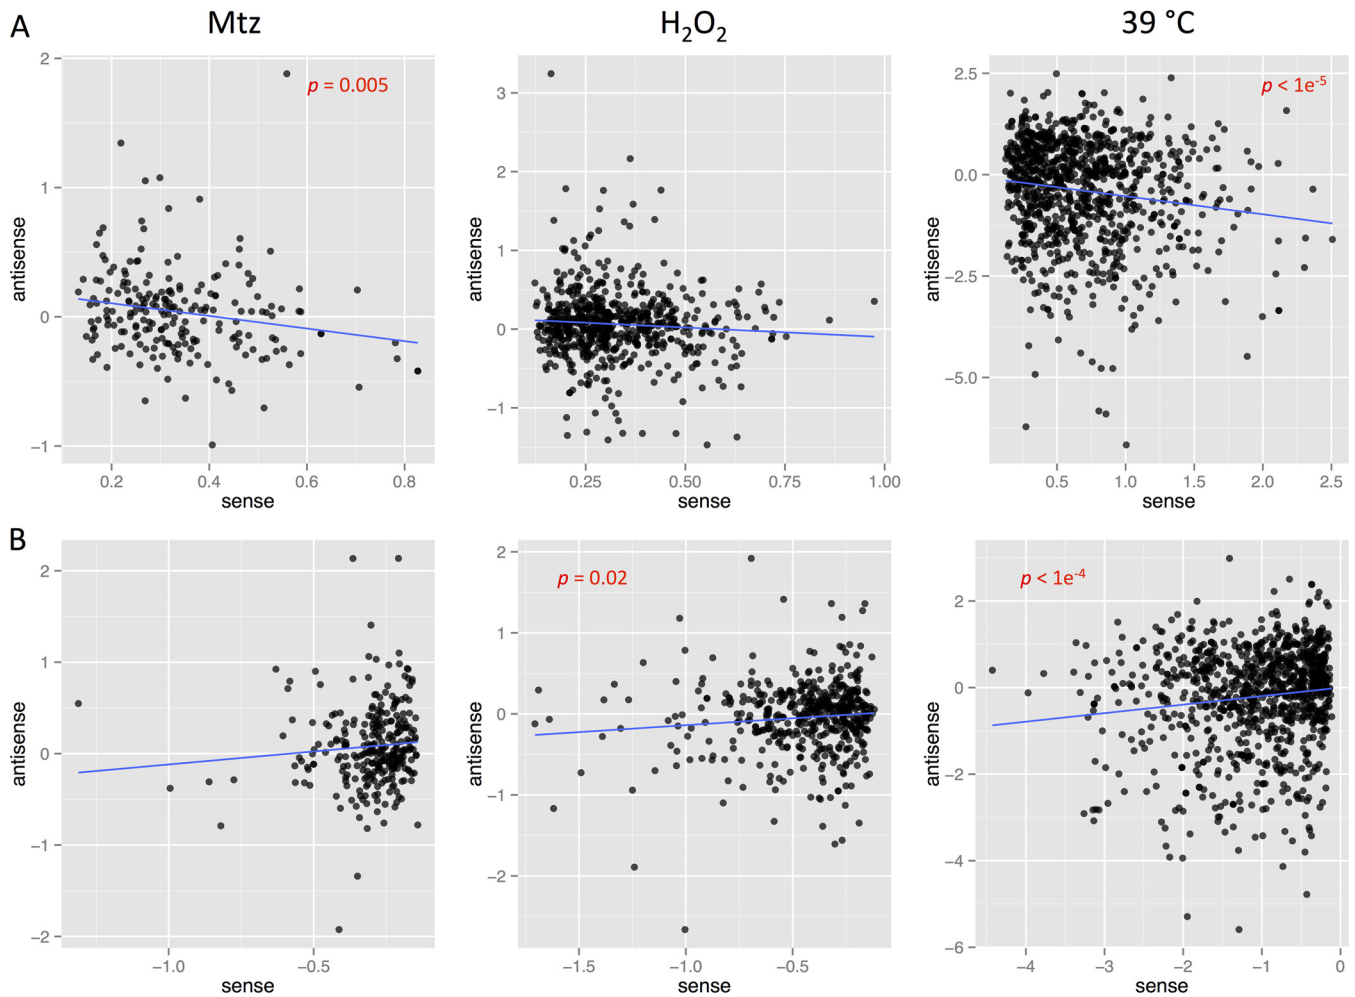 A
Mtz
H₂O₂
39 °C
2
1
0
−1
antisense
p = 0.005
0.2 0.4 0.6 0.8
sense
3
2
1
0
−1
antisense
0.25 0.50 0.75 1.00
sense
2.5
0.0
−2.5
−5.0
antisense
p < 1e⁻⁵
0.5 1.0 1.5 2.0 2.5
sense
B
2
1
0
−1
−2
antisense
−1.0 −0.5
sense
2
1
0
−1
−2
antisense
p = 0.02
−1.5 −1.0 −0.5
sense
2
0
−2
−4
−6
antisense
p < 1e⁻⁴
−4 −3 −2 −1 0
sense